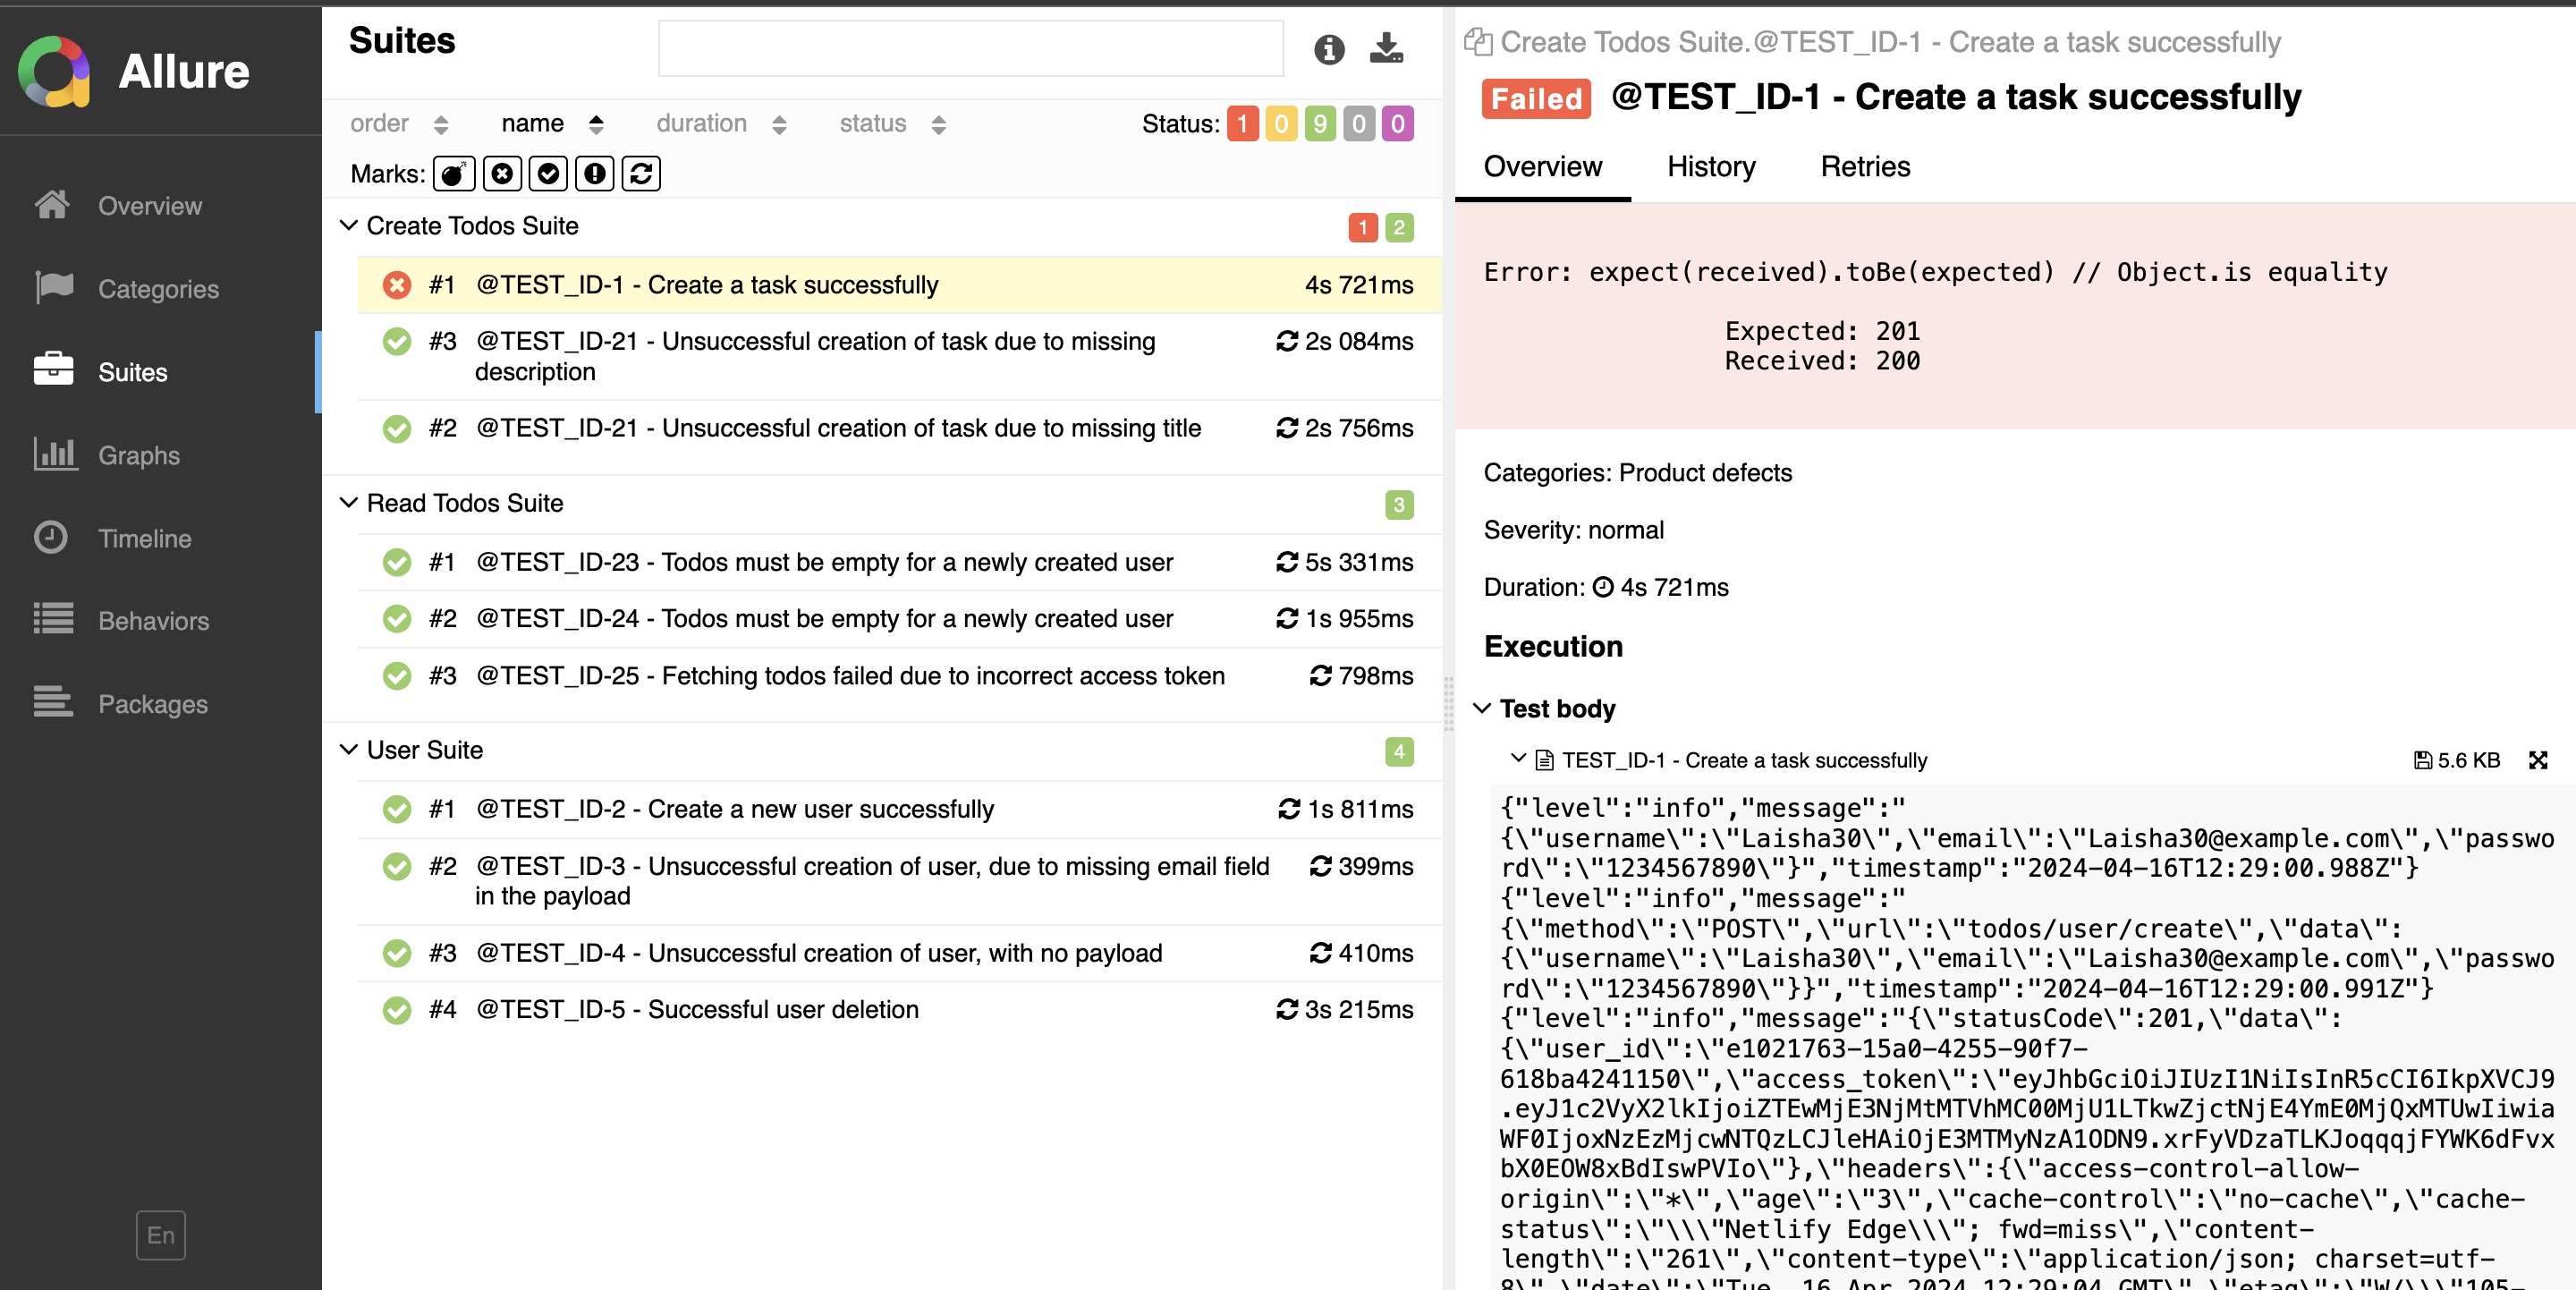 Allure
Overview
Categories
Suites
Graphs
Timeline
Behaviors
Packages
En
Suites
order name duration status Status: 1 0 9 0 0
Marks:
Create Todos Suite 1 2
#1 @TEST_ID-1 - Create a task successfully 4s 721ms
#3 @TEST_ID-21 - Unsuccessful creation of task due to missing 2s 084ms
description
#2 @TEST_ID-21 - Unsuccessful creation of task due to missing title 2s 756ms
Read Todos Suite 3
#1 @TEST_ID-23 - Todos must be empty for a newly created user 5s 331ms
#2 @TEST_ID-24 - Todos must be empty for a newly created user 1s 955ms
#3 @TEST_ID-25 - Fetching todos failed due to incorrect access token 798ms
User Suite 4
#1 @TEST_ID-2 - Create a new user successfully 1s 811ms
#2 @TEST_ID-3 - Unsuccessful creation of user, due to missing email field 399ms
in the payload
#3 @TEST_ID-4 - Unsuccessful creation of user, with no payload 410ms
#4 @TEST_ID-5 - Successful user deletion 3s 215ms
Create Todos Suite.@TEST_ID-1 - Create a task successfully
Failed @TEST_ID-1 - Create a task successfully
Overview History Retries
Error: expect(received).toBe(expected) // Object.is equality
Expected: 201
Received: 200
Categories: Product defects
Severity: normal
Duration: 4s 721ms
Execution
Test body
TEST_ID-1 - Create a task successfully 5.6 KB
{"level":"info","message":"
{\"username\":\"Laisha30\",\"email\":\"Laisha30@example.com\",\"passwo
rd\":\"1234567890\"}","timestamp":"2024-04-16T12:29:00.988Z"}
{"level":"info","message":"
{\"method\":\"POST\",\"url\":\"todos/user/create\",\"data\":
{\"username\":\"Laisha30\",\"email\":\"Laisha30@example.com\",\"passwo
rd\":\"1234567890\"}}","timestamp":"2024-04-16T12:29:00.991Z"}
{"level":"info","message":"{\"statusCode\":201,\"data\":
{\"user_id\":\"e1021763-15a0-4255-90f7-
618ba4241150\",\"access_token\":\"eyJhbGciOiJIUzI1NiIsInR5cCI6IkpXVCJ9
.eyJ1c2VyX2lkIjoiZTEwMjE3NjMtMTVhMC00MjU1LTkwZjctNjE4YmE0MjQxMTUwIiwia
WF0IjoxNzEzMjcwNTQzLCJleHAiOjE3MTMyNzA1ODN9.xrFyVDzaTLKJoqqqjFYWK6dFvx
bX0EOW8xBdIswPVIo\"},\"headers\":{\"access-control-allow-
origin\":\"*\",\"age\":\"3\",\"cache-control\":\"no-cache\",\"cache-
status\":\"\\\"Netlify Edge\\\"; fwd=miss\",\"content-
length\":\"261\",\"content-type\":\"application/json; charset=utf-
8\",\"date\":\"Tue, 16 Apr 2024 12:29:04 GMT\",\"etag\":\"W/\\\"105-